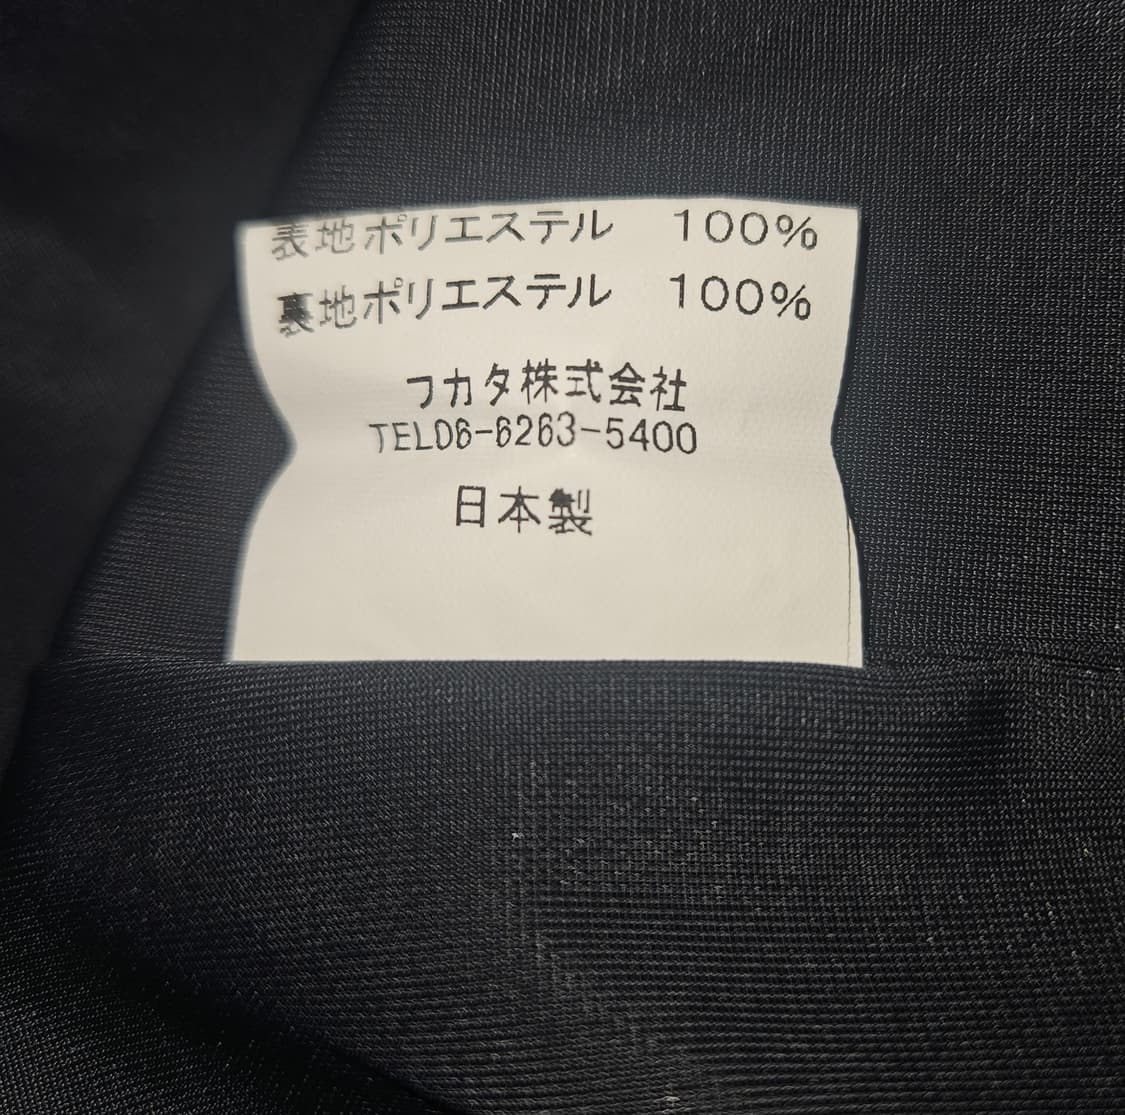 表地ポリエステル 100%
裏地ポリエステル 100%
フカタ株式会社
TEL06-6263-5400
日本製